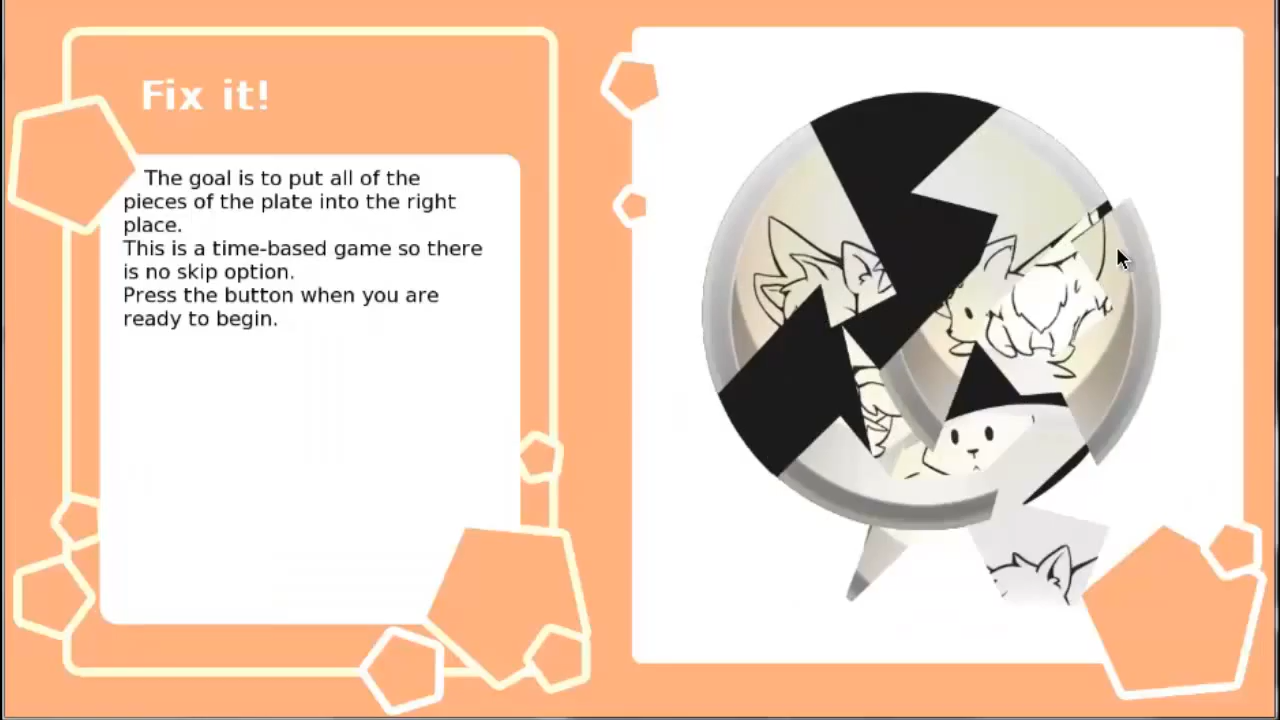 Fix it!
The goal is to put all of the
pieces of the plate into the right
place.
This is a time-based game so there
is no skip option.
Press the button when you are
ready to begin.